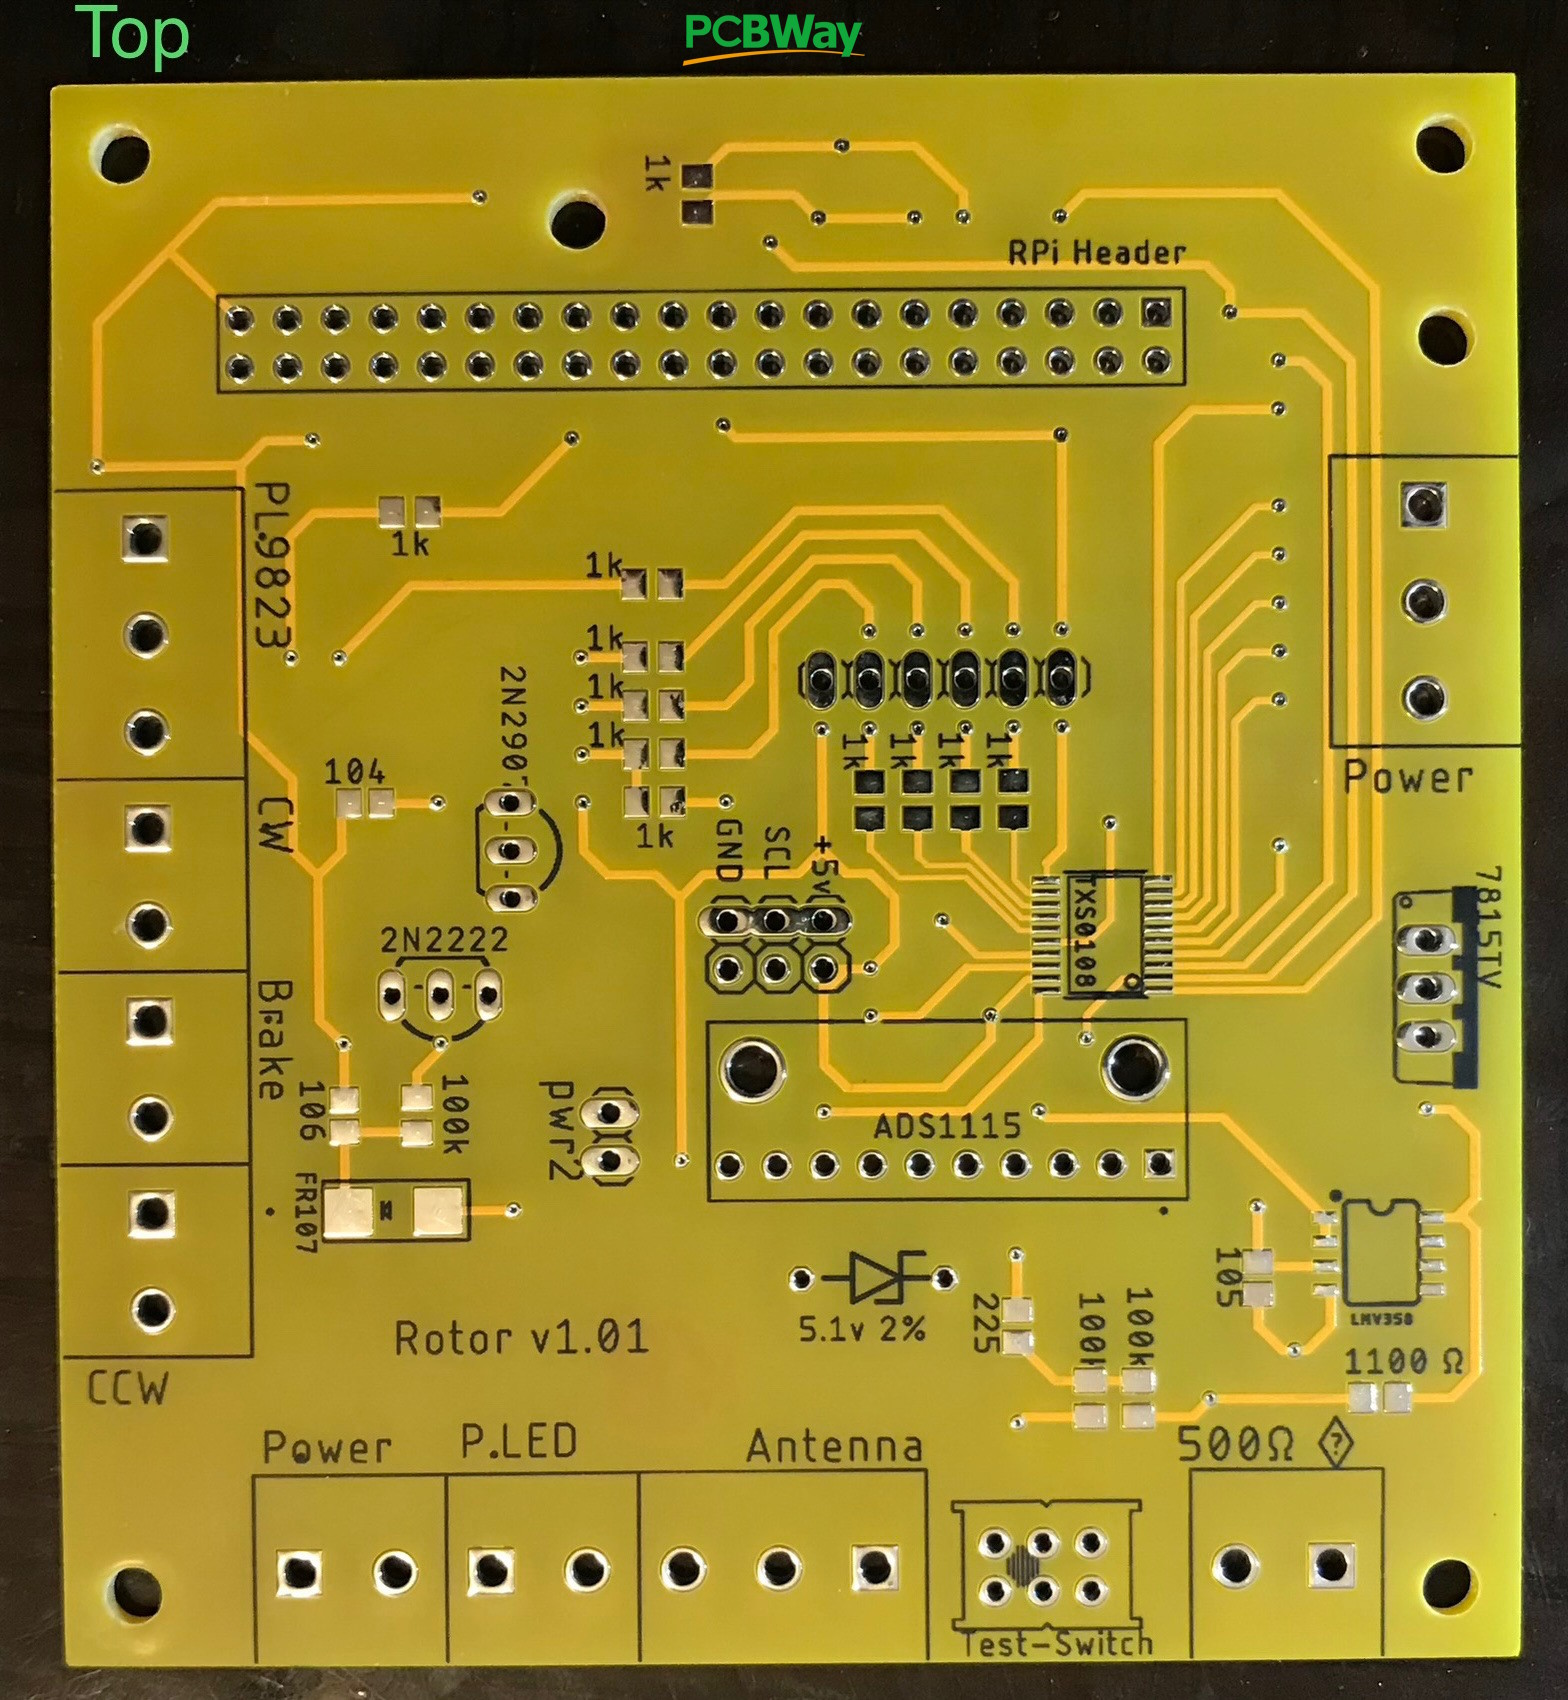 Top
PCBWay
1k
RPi Header
PL9823
1k
1k
1k
1k
1k
1k
2N2907
104
CW
1k
1k
1k
1k
GND
SCL
+5v
TXS0108
Power
7815TV
2N2222
Brake
106
100k
pwr2
ADS1115
FR107
5.1v 2%
225
100k
100k
105
LMV358
1100 Ω
Rotor v1.01
CCW
Power
P.LED
Antenna
500Ω
?
Test-Switch